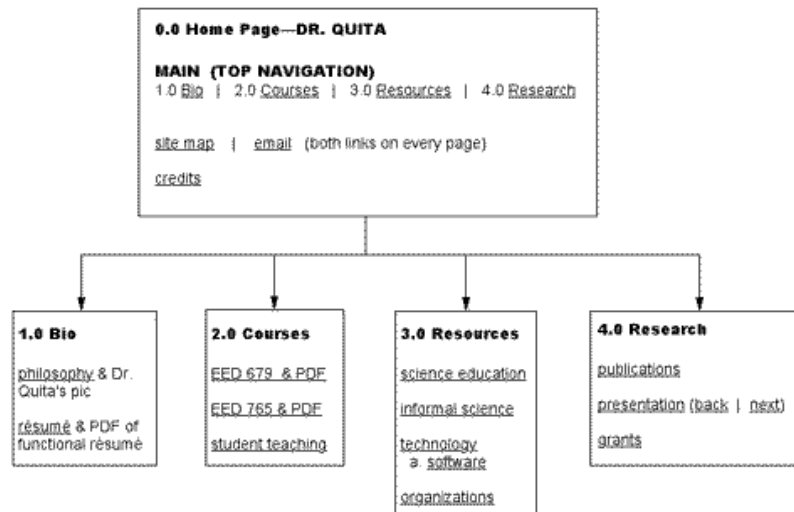 0.0 Home Page—DR. QUITA
MAIN (TOP NAVIGATION)
1.0 Bio | 2.0 Courses | 3.0 Resources | 4.0 Research
site map | email (both links on every page)
credits
1.0 Bio
philosophy & Dr.
Quita's pic
résumé & PDF of
functional résumé
2.0 Courses
EED 679 & PDF
EED 765 & PDF
student teaching
3.0 Resources
science education
informal science
technology
a. software
organizations
4.0 Research
publications
presentation (back | next)
grants